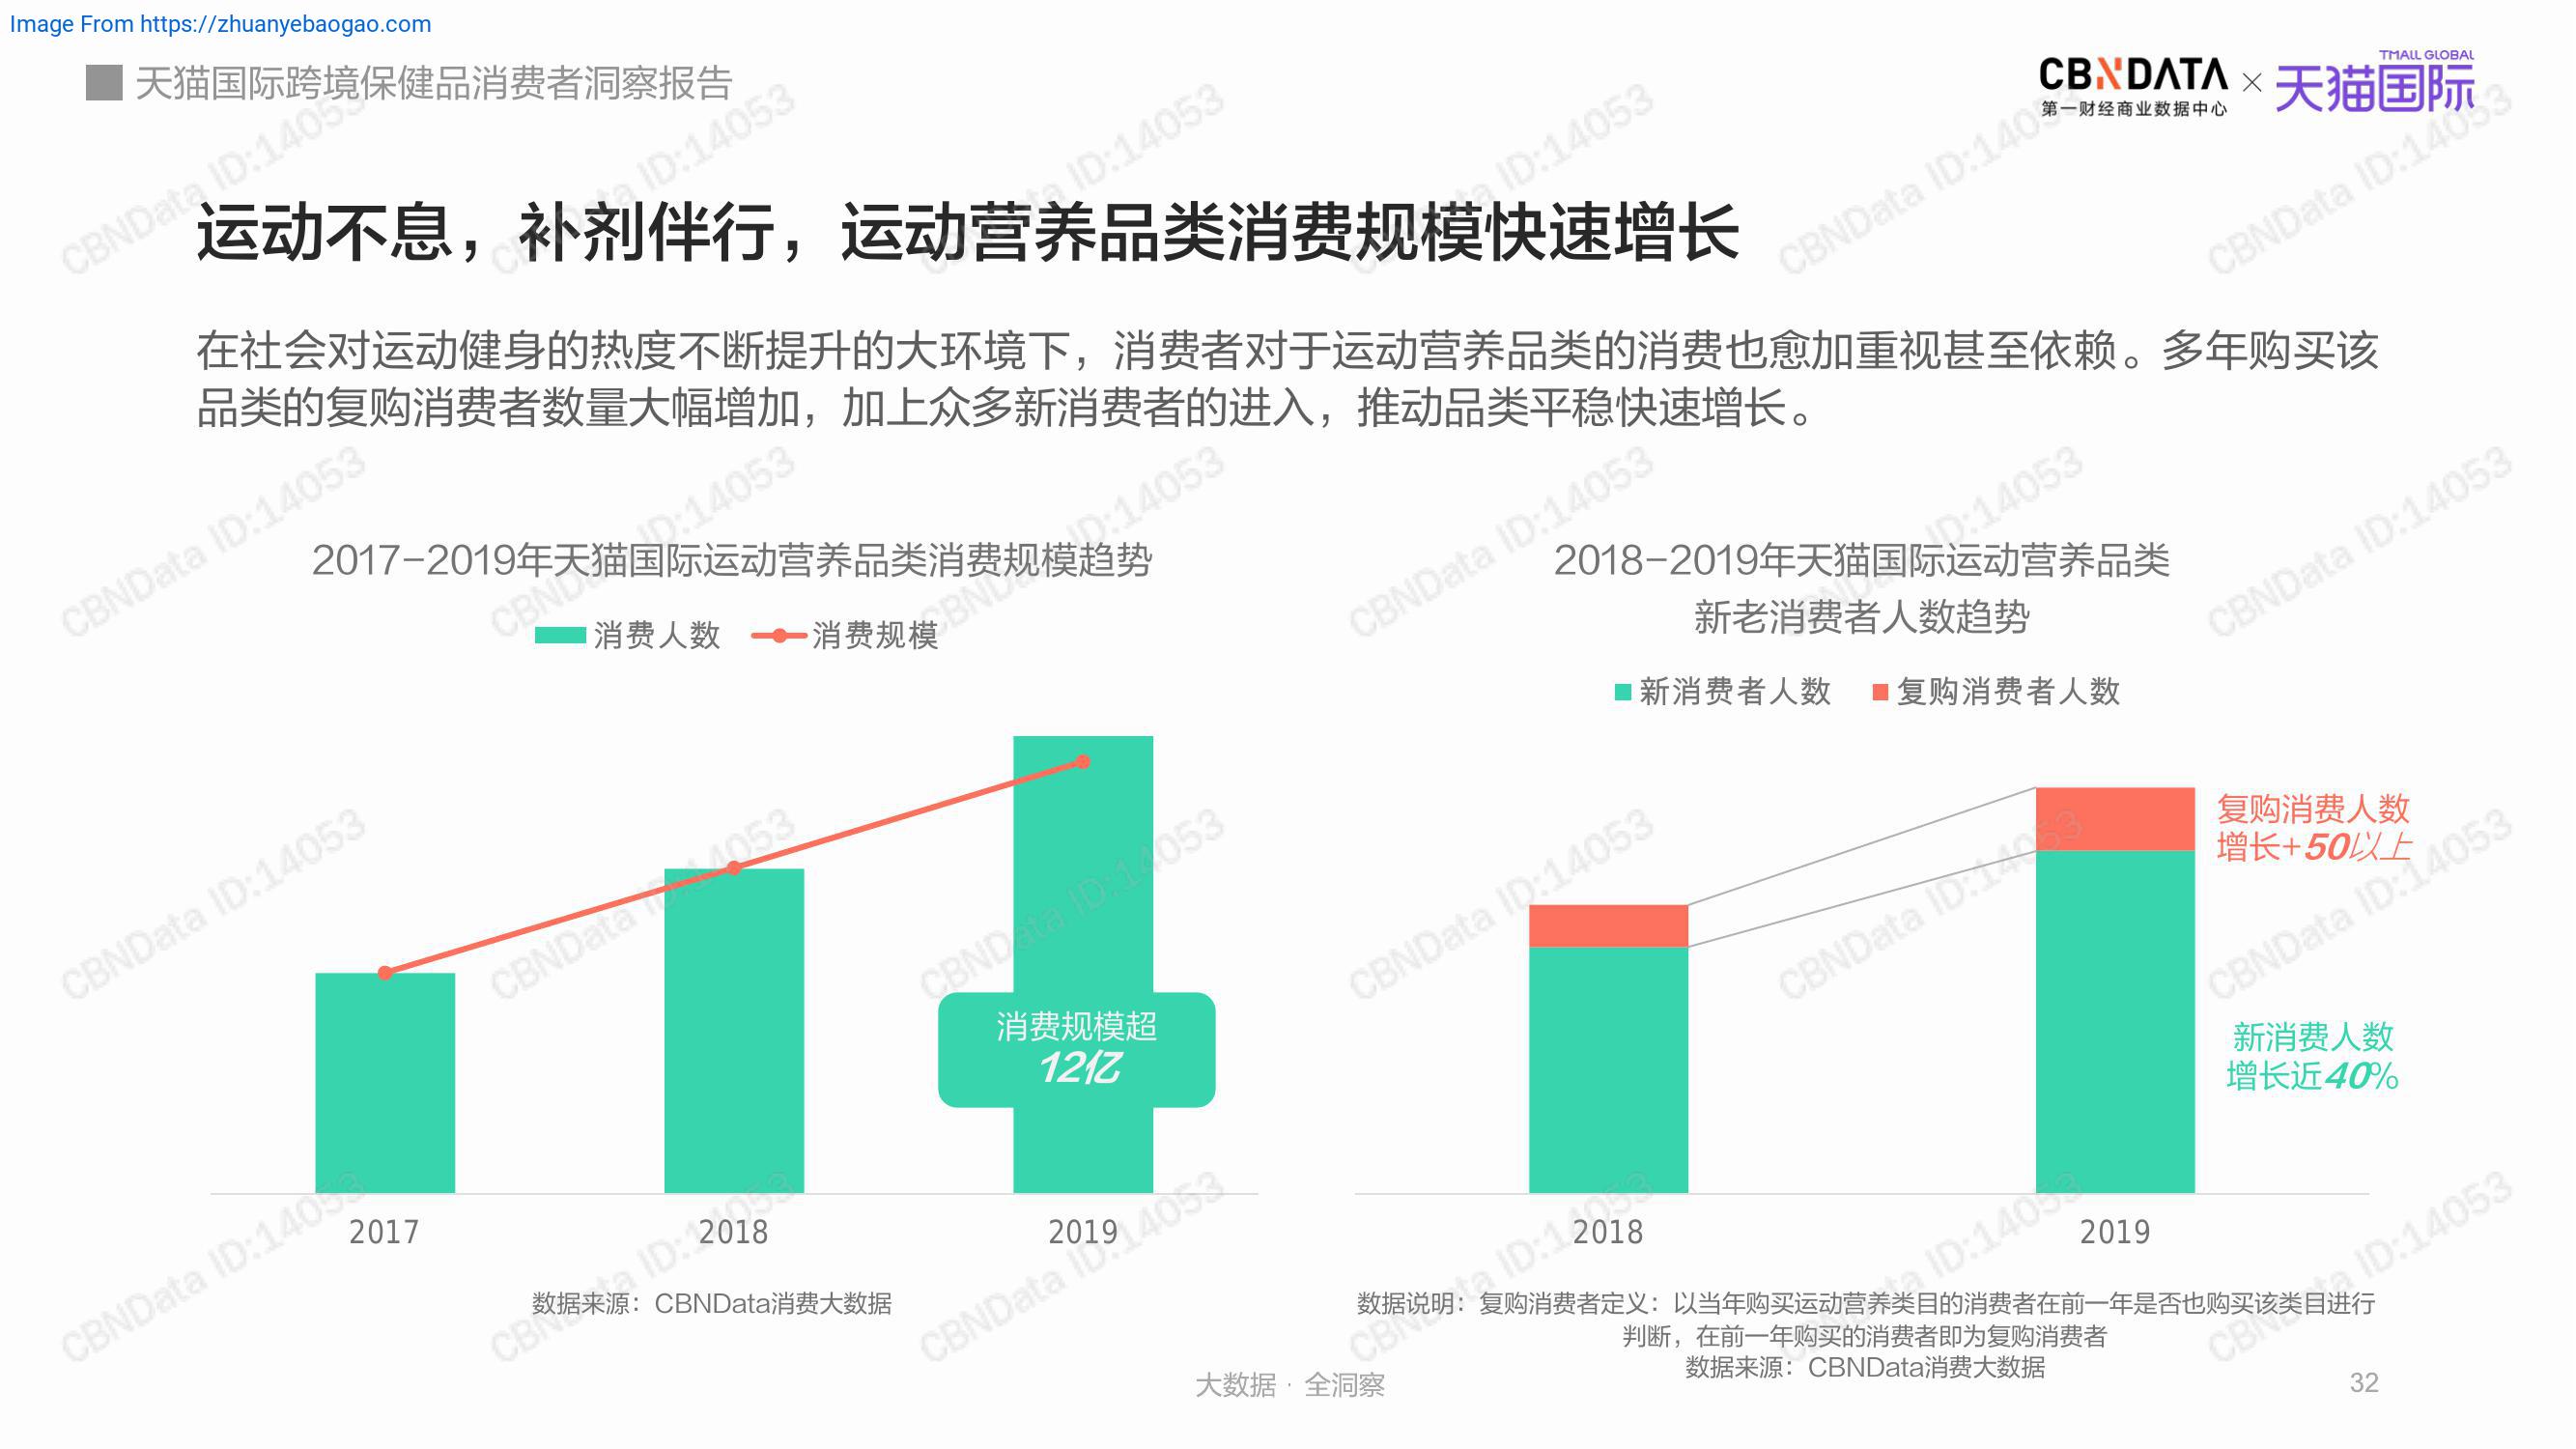 Image From https://zhuanyebaogao.com
天猫国际跨境保健品消费者洞察报告
CBNDATA
第一财经商业数据中心
×
TMALL GLOBAL
天猫国际
运动不息，补剂伴行，运动营养品类消费规模快速增长
在社会对运动健身的热度不断提升的大环境下，消费者对于运动营养品类的消费也愈加重视甚至依赖。多年购买该
品类的复购消费者数量大幅增加，加上众多新消费者的进入，推动品类平稳快速增长。
2017-2019年天猫国际运动营养品类消费规模趋势
消费人数 消费规模
消费规模超
12亿
2017 2018 2019
数据来源：CBNData消费大数据
2018-2019年天猫国际运动营养品类
新老消费者人数趋势
新消费者人数 复购消费者人数
复购消费人数
增长+50以上
新消费人数
增长近40%
2018 2019
数据说明：复购消费者定义：以当年购买运动营养类目的消费者在前一年是否也购买该类目进行
判断，在前一年购买的消费者即为复购消费者
数据来源：CBNData消费大数据
大数据 · 全洞察
32
CBNData ID:14053